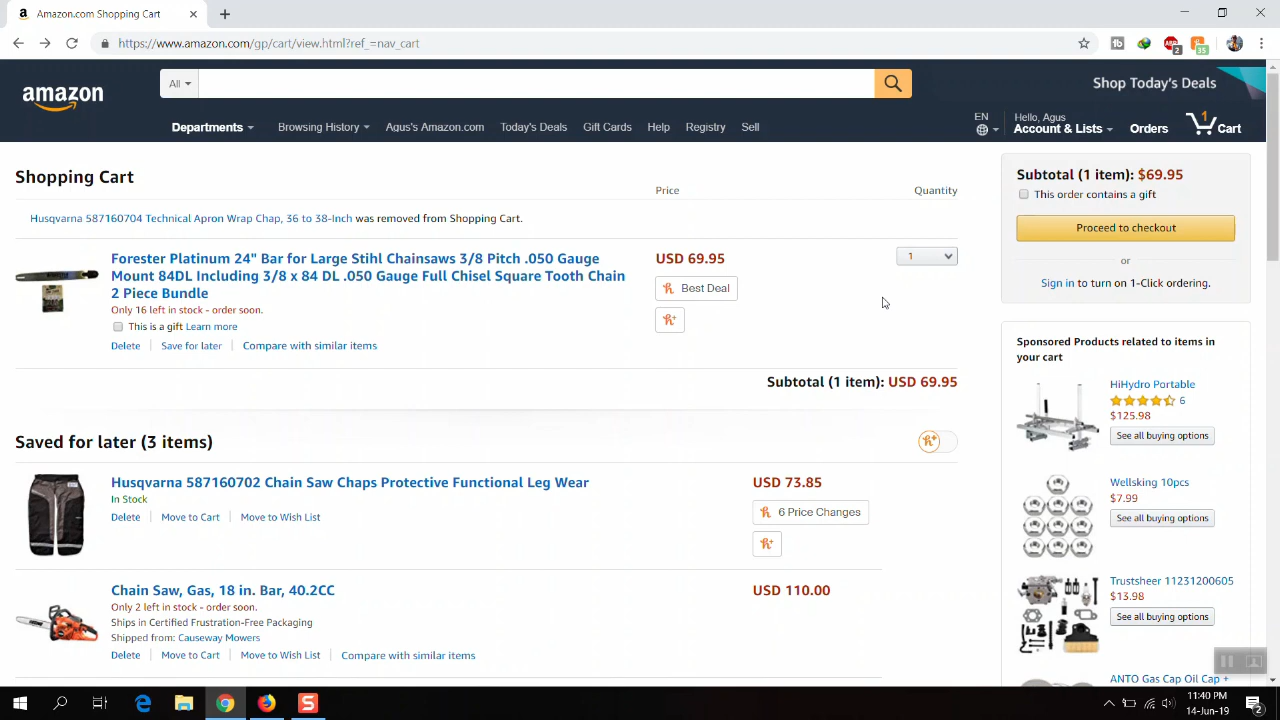 Amazon.com Shopping Cart
https://www.amazon.com/gp/cart/view.html?ref_=nav_cart
2
35
amazon
All
Shop Today's Deals
Departments
Browsing History
Agus's Amazon.com
Today's Deals
Gift Cards
Help
Registry
Sell
EN
Hello, Agus
Account & Lists
Orders
1
Cart
Shopping Cart
Price
Quantity
Husqvarna 587160704 Technical Apron Wrap Chap, 36 to 38-Inch was removed from Shopping Cart.
Forester Platinum 24" Bar for Large Stihl Chainsaws 3/8 Pitch .050 Gauge
Mount 84DL Including 3/8 x 84 DL .050 Gauge Full Chisel Square Tooth Chain
2 Piece Bundle
Only 16 left in stock - order soon.
This is a gift Learn more
Delete
Save for later
Compare with similar items
USD 69.95
Best Deal
1
Subtotal (1 item): USD 69.95
Saved for later (3 items)
Husqvarna 587160702 Chain Saw Chaps Protective Functional Leg Wear
In Stock
Delete
Move to Cart
Move to Wish List
USD 73.85
6 Price Changes
Chain Saw, Gas, 18 in. Bar, 40.2CC
Only 2 left in stock - order soon.
Ships in Certified Frustration-Free Packaging
Shipped from: Causeway Mowers
Delete
Move to Cart
Move to Wish List
Compare with similar items
USD 110.00
Subtotal (1 item): $69.95
This order contains a gift
Proceed to checkout
or
Sign in to turn on 1-Click ordering.
Sponsored Products related to items in
your cart
HiHydro Portable
6
$125.98
See all buying options
Wellsking 10pcs
$7.99
See all buying options
Trustsheer 11231200605
$13.98
See all buying options
ANTO Gas Cap Oil Cap +
11:40 PM
14-Jun-19
2